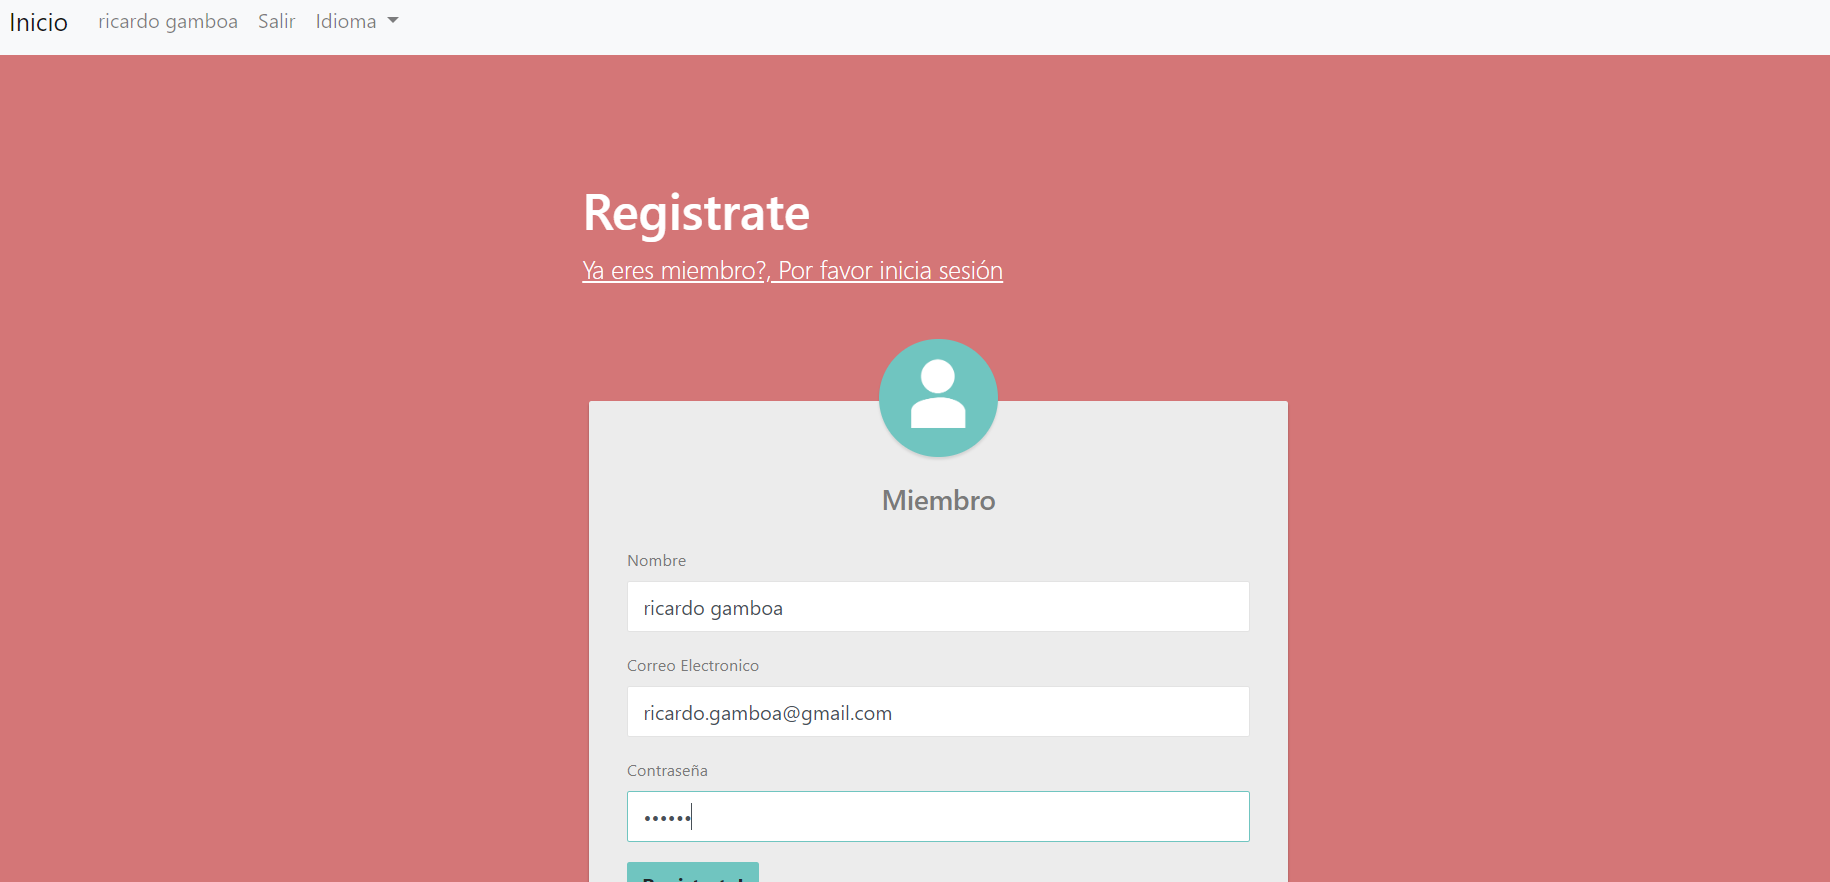 Inicio ricardo gamboa Salir Idioma
Registrate
Ya eres miembro?, Por favor inicia sesión
Miembro
Nombre
ricardo gamboa
Correo Electronico
ricardo.gamboa@gmail.com
Contraseña
••••••